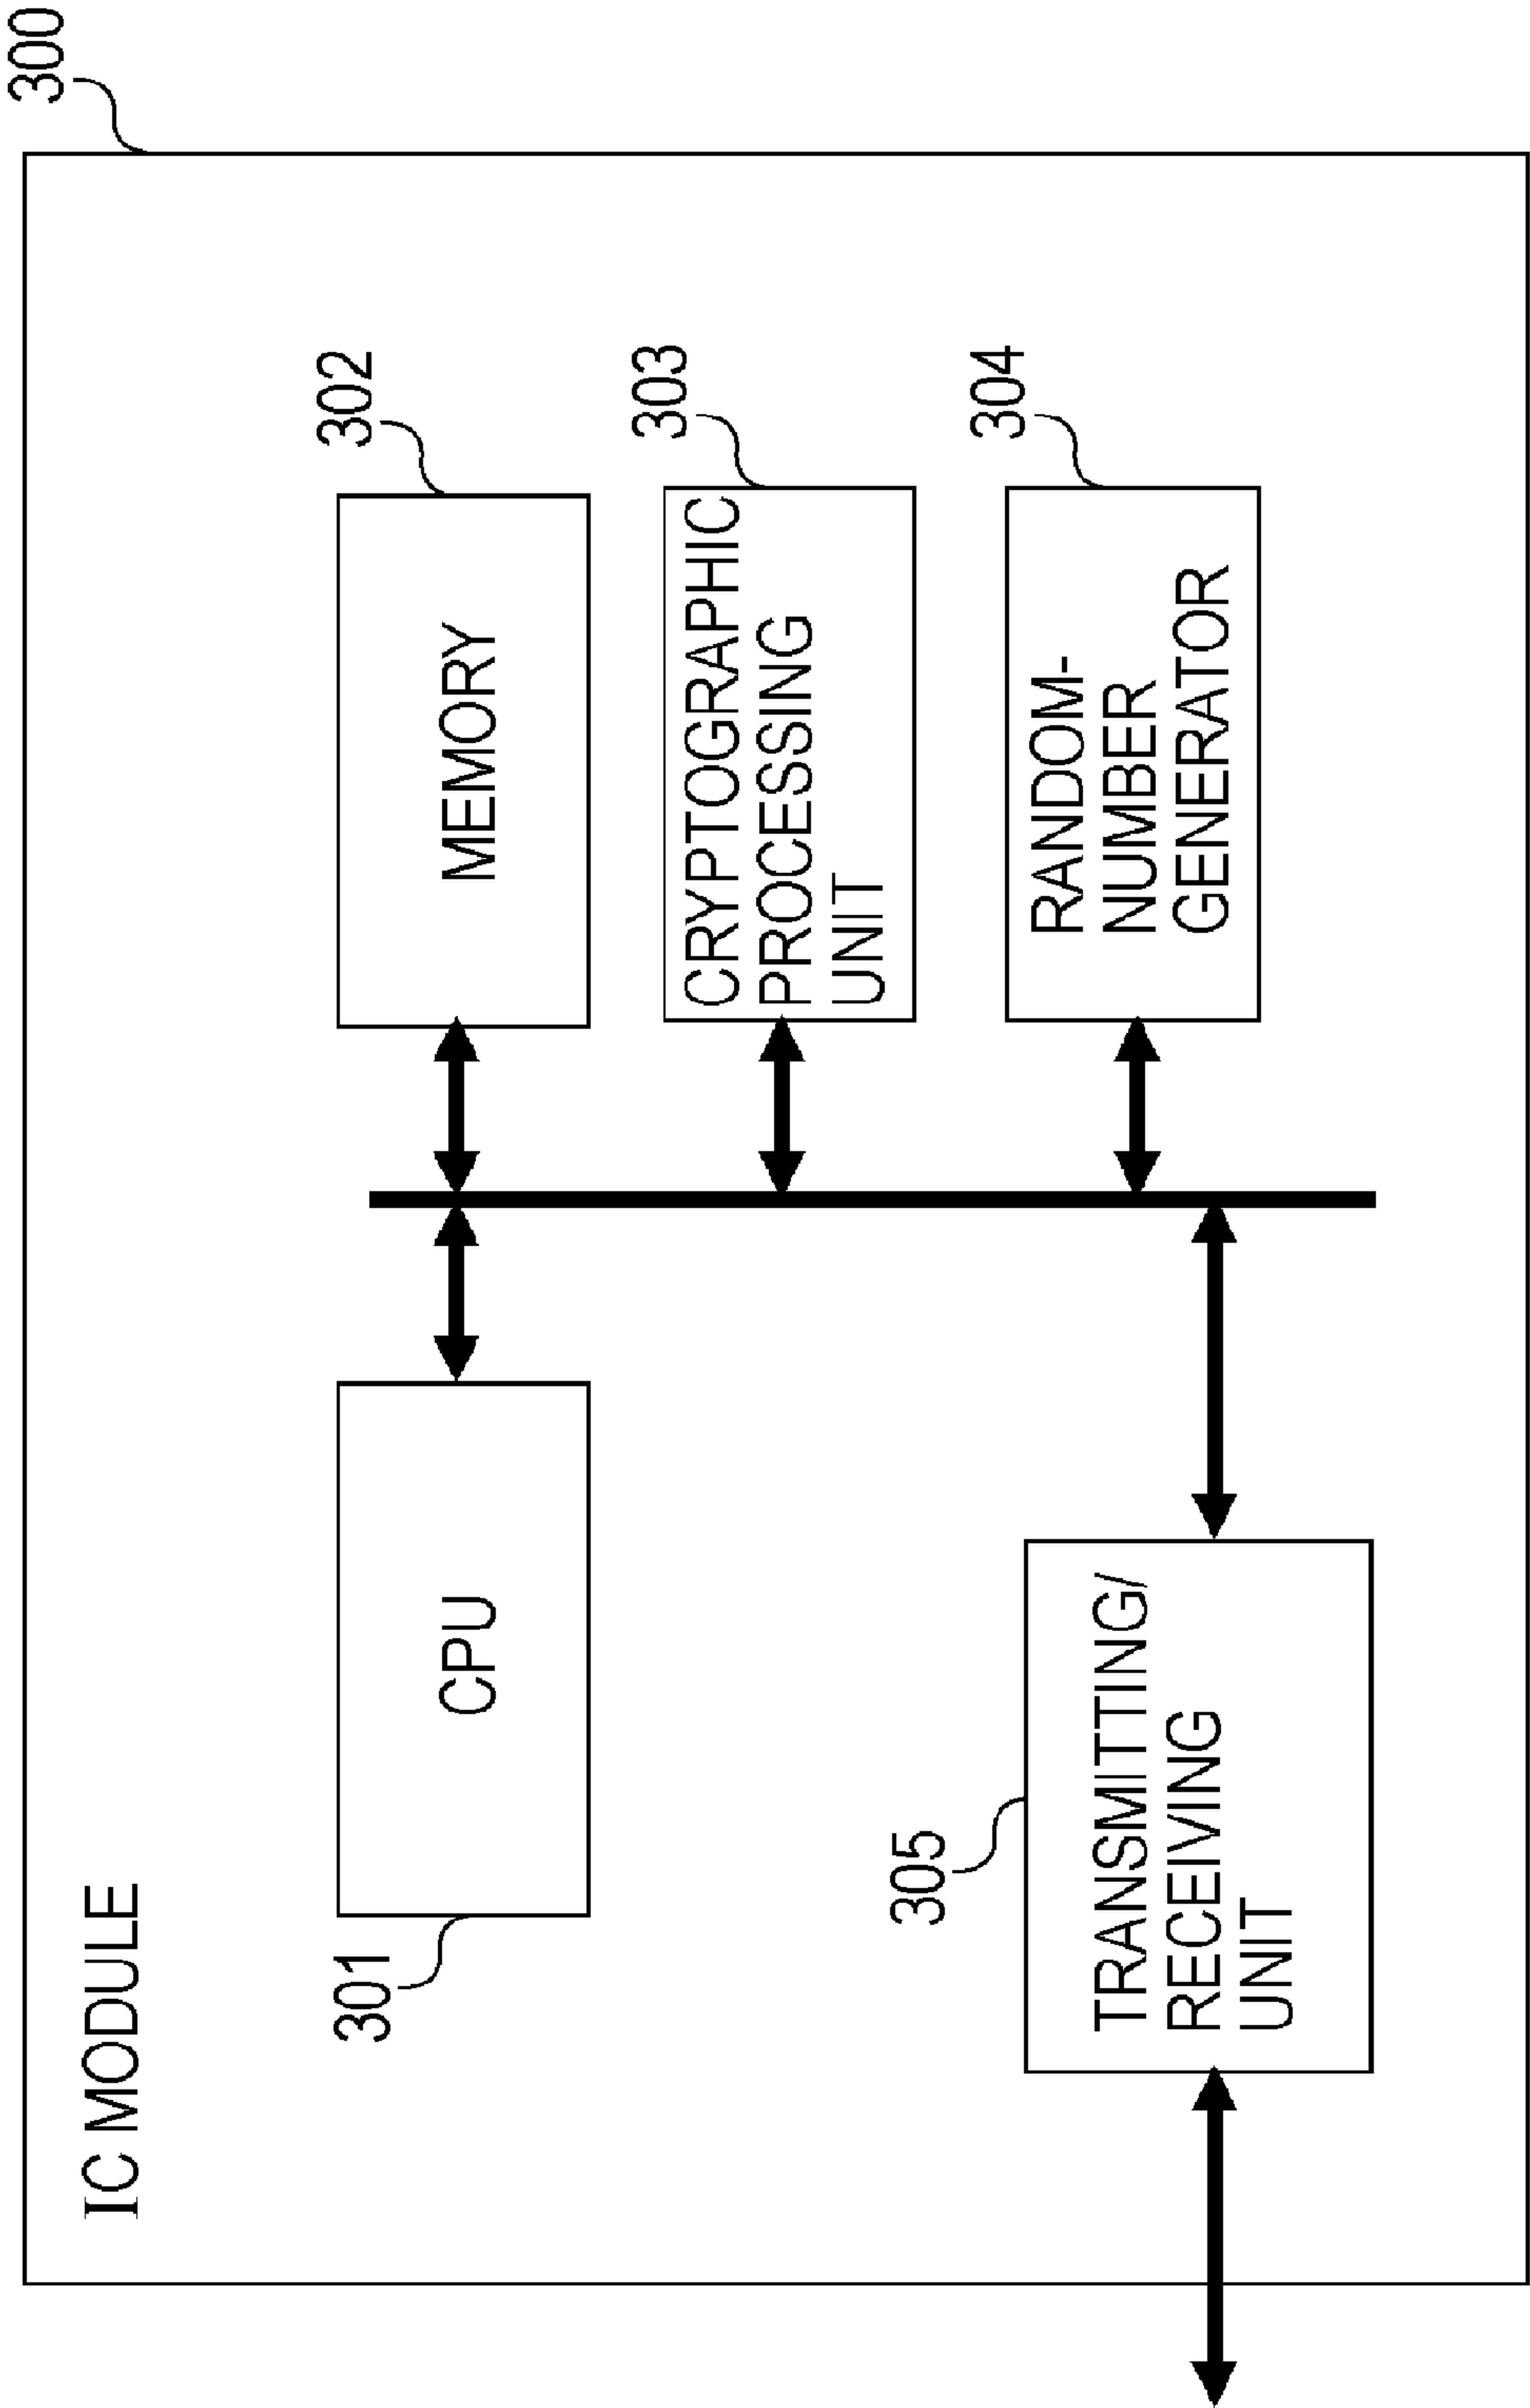 300
IC MODULE
301
CPU
302
MEMORY
303
CRYPTOGRAPHIC
PROCESSING
UNIT
304
RANDOM-
NUMBER
GENERATOR
305
TRANSMITTING/
RECEIVING
UNIT